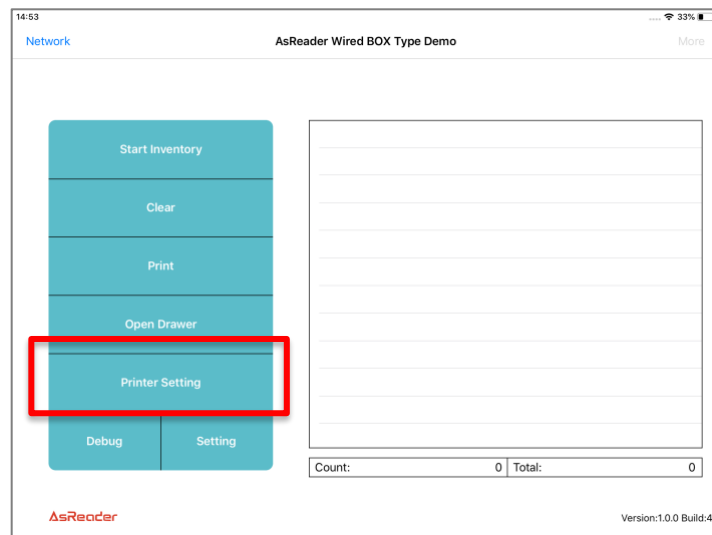 14:53
33%
Network
AsReader Wired BOX Type Demo
More
Start Inventory
Clear
Print
Open Drawer
Printer Setting
Debug
Setting
Count: 0
Total: 0
AsReader
Version:1.0.0 Build:4